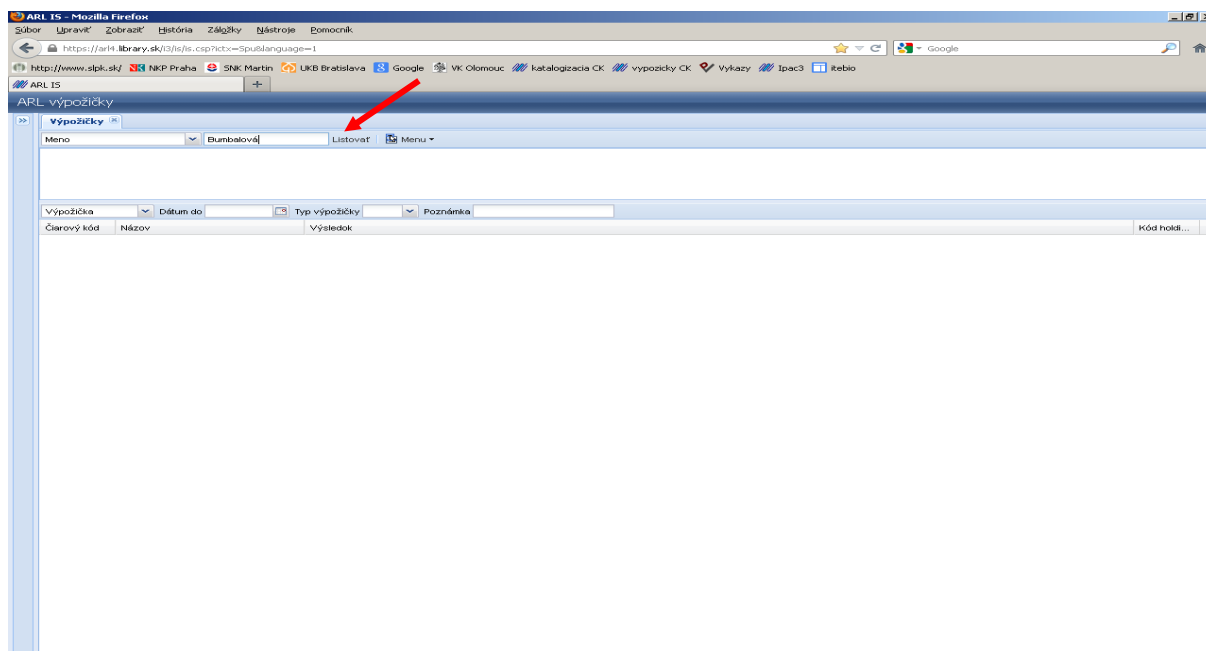 ARL IS - Mozilla Firefox
Súbor Upraviť Zobraziť História Záložky Nástroje Pomocník
https://arl4.library.sk/i3/is/is.csp?ictx=Spu&language=1 Google
http://www.slpk.sk/ NKP Praha SNK Martin UKB Bratislava Google VK Olomouc katalogizacia CK vypozicky CK Vykazy Ipac3 itebio
ARL IS +
ARL výpožičky
>> Výpožičky
Meno Bumbalová Listovať Menu
Výpožička Dátum do Typ výpožičky Poznámka
Čiarový kód Názov Výsledok Kód holdi...